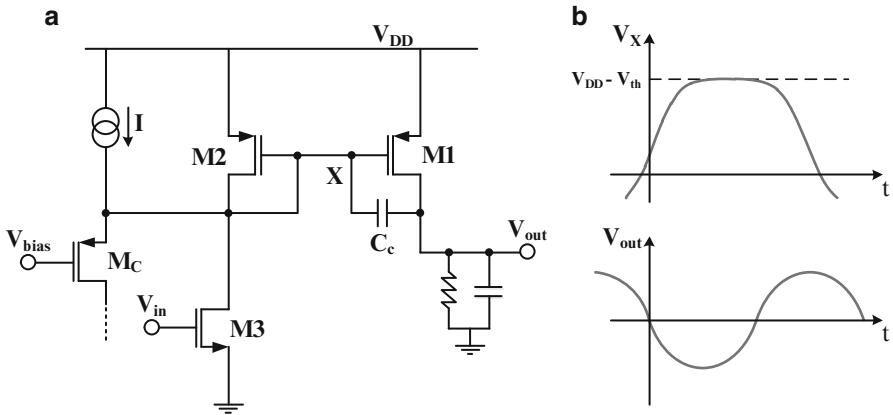 a
V_DD
I
M2
M1
X
V_out
C_c
V_bias
M_C
V_in
M3
b
V_X
V_DD - V_th
t
V_out
t